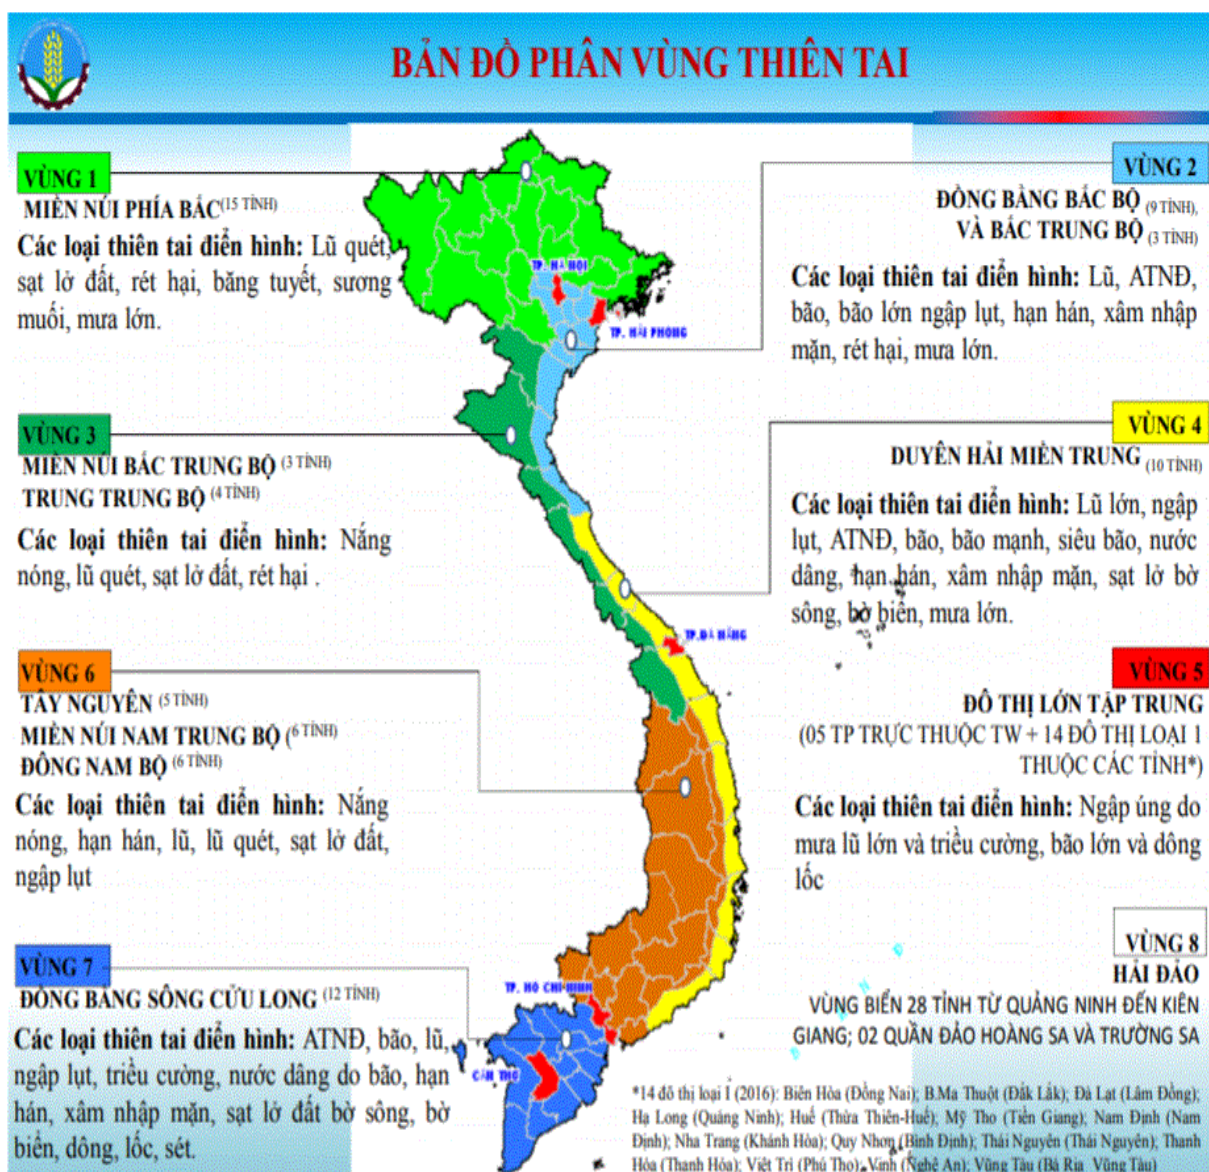 BẢN ĐỒ PHÂN VÙNG THIÊN TAI
VÙNG 1
MIỀN NÚI PHÍA BẮC (15 TỈNH)
Các loại thiên tai điển hình: Lũ quét,
sạt lở đất, rét hại, băng tuyết, sương
muối, mưa lớn.
VÙNG 2
ĐỒNG BẰNG BẮC BỘ (9 TỈNH),
VÀ BẮC TRUNG BỘ (3 TỈNH)
Các loại thiên tai điển hình: Lũ, ATNĐ,
bão, bão lớn ngập lụt, hạn hán, xâm nhập
mặn, rét hại, mưa lớn.
TP. HÀ NỘI
TP. HẢI PHÒNG
VÙNG 3
MIỀN NÚI BẮC TRUNG BỘ (3 TỈNH)
TRUNG TRUNG BỘ (4 TỈNH)
Các loại thiên tai điển hình: Nắng
nóng, lũ quét, sạt lở đất, rét hại .
VÙNG 4
DUYÊN HẢI MIỀN TRUNG (10 TỈNH)
Các loại thiên tai điển hình: Lũ lớn, ngập
lụt, ATNĐ, bão, bão mạnh, siêu bão, nước
dâng, hạn hán, xâm nhập mặn, sạt lở bờ
sông, bờ biển, mưa lớn.
TP.ĐÀ NẴNG
VÙNG 6
TÂY NGUYÊN (5 TỈNH)
MIỀN NÚI NAM TRUNG BỘ (6 TỈNH)
ĐÔNG NAM BỘ (6 TỈNH)
Các loại thiên tai điển hình: Nắng
nóng, hạn hán, lũ, lũ quét, sạt lở đất,
ngập lụt
VÙNG 5
ĐÔ THỊ LỚN TẬP TRUNG
(05 TP TRỰC THUỘC TW + 14 ĐÔ THỊ LOẠI 1
THUỘC CÁC TỈNH*)
Các loại thiên tai điển hình: Ngập úng do
mưa lũ lớn và triều cường, bão lớn và dông
lốc
VÙNG 7
ĐỒNG BẰNG SÔNG CỬU LONG (12 TỈNH)
Các loại thiên tai điển hình: ATNĐ, bão, lũ,
ngập lụt, triều cường, nước dâng do bão, hạn
hán, xâm nhập mặn, sạt lở đất bờ sông, bờ
biển, dông, lốc, sét.
TP. HỒ CHÍ MINH
CẦN THƠ
VÙNG 8
HẢI ĐẢO
VÙNG BIỂN 28 TỈNH TỪ QUẢNG NINH ĐẾN KIÊN
GIANG; 02 QUẦN ĐẢO HOÀNG SA VÀ TRƯỜNG SA
*14 đô thị loại I (2016): Biên Hòa (Đồng Nai); B.Ma Thuột (Đắk Lắk); Đà Lạt (Lâm Đồng);
Hạ Long (Quảng Ninh); Huế (Thừa Thiên-Huế); Mỹ Tho (Tiền Giang); Nam Định (Nam
Định); Nha Trang (Khánh Hòa); Quy Nhơn (Bình Định); Thái Nguyên (Thái Nguyên); Thanh
Hóa (Thanh Hóa); Việt Trì (Phú Thọ); Vinh (Nghệ An); Vũng Tàu (Bà Rịa Vũng Tàu)